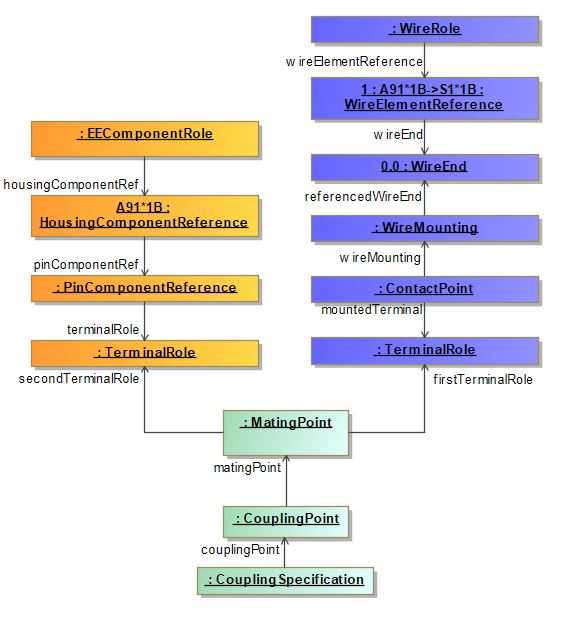 : WireRole
wireElementReference
1 : A91*1B->S1*1B :
WireElementReference
wireEnd
: EEComponentRole
0.0 : WireEnd
housingComponentRef
referencedWireEnd
A91*1B :
HousingComponentReference
: WireMounting
pinComponentRef
wireMounting
: PinComponentReference
: ContactPoint
terminalRole
mountedTerminal
: TerminalRole
: TerminalRole
secondTerminalRole
firstTerminalRole
: MatingPoint
matingPoint
: CouplingPoint
couplingPoint
: CouplingSpecification